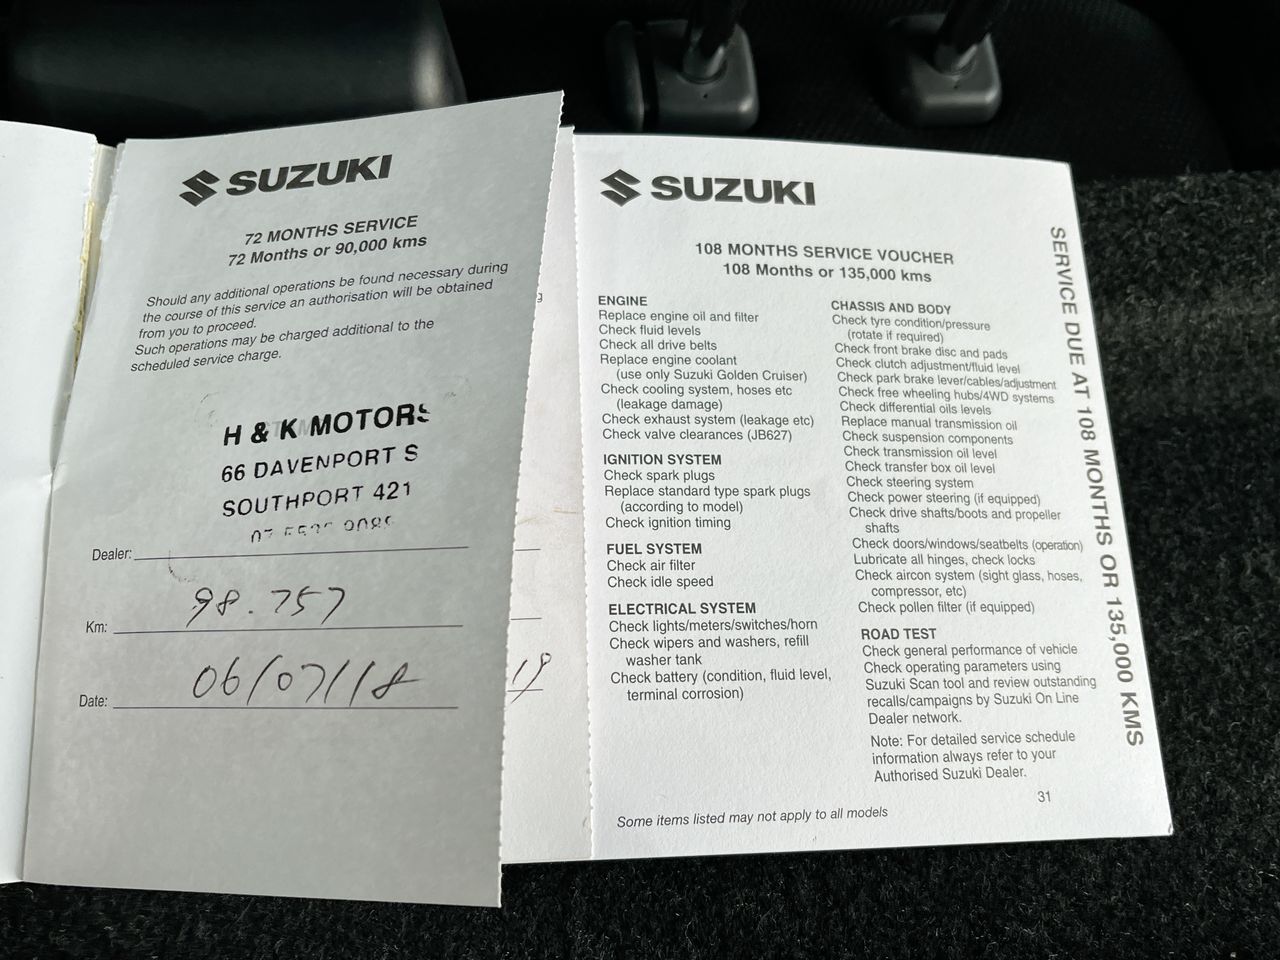 SUZUKI
72 MONTHS SERVICE
72 Months or 90,000 kms
Should any additional operations be found necessary during
the course of this service an authorisation will be obtained
from you to proceed.
Such operations may be charged additional to the
scheduled service charge.
H & K MOTORS
66 DAVENPORT S
SOUTHPORT 421
Dealer:
Km: 98.757
Date: 06/07/18
19
SUZUKI
108 MONTHS SERVICE VOUCHER
108 Months or 135,000 kms
ENGINE
Replace engine oil and filter
Check fluid levels
Check all drive belts
Replace engine coolant
(use only Suzuki Golden Cruiser)
Check cooling system, hoses etc
(leakage damage)
Check exhaust system (leakage etc)
Check valve clearances (JB627)
IGNITION SYSTEM
Check spark plugs
Replace standard type spark plugs
(according to model)
Check ignition timing
FUEL SYSTEM
Check air filter
Check idle speed
ELECTRICAL SYSTEM
Check lights/meters/switches/horn
Check wipers and washers, refill
washer tank
Check battery (condition, fluid level,
terminal corrosion)
CHASSIS AND BODY
Check tyre condition/pressure
(rotate if required)
Check front brake disc and pads
Check clutch adjustment/fluid level
Check park brake lever/cables/adjustment
Check free wheeling hubs/4WD systems
Check differential oils levels
Replace manual transmission oil
Check suspension components
Check transmission oil level
Check transfer box oil level
Check steering system
Check power steering (if equipped)
Check drive shafts/boots and propeller
shafts
Check doors/windows/seatbelts (operation)
Lubricate all hinges, check locks
Check aircon system (sight glass, hoses,
compressor, etc)
Check pollen filter (if equipped)
ROAD TEST
Check general performance of vehicle
Check operating parameters using
Suzuki Scan tool and review outstanding
recalls/campaigns by Suzuki On Line
Dealer network.
Note: For detailed service schedule
information always refer to your
Authorised Suzuki Dealer.
31
Some items listed may not apply to all models
SERVICE DUE AT 108 MONTHS OR 135,000 KMS